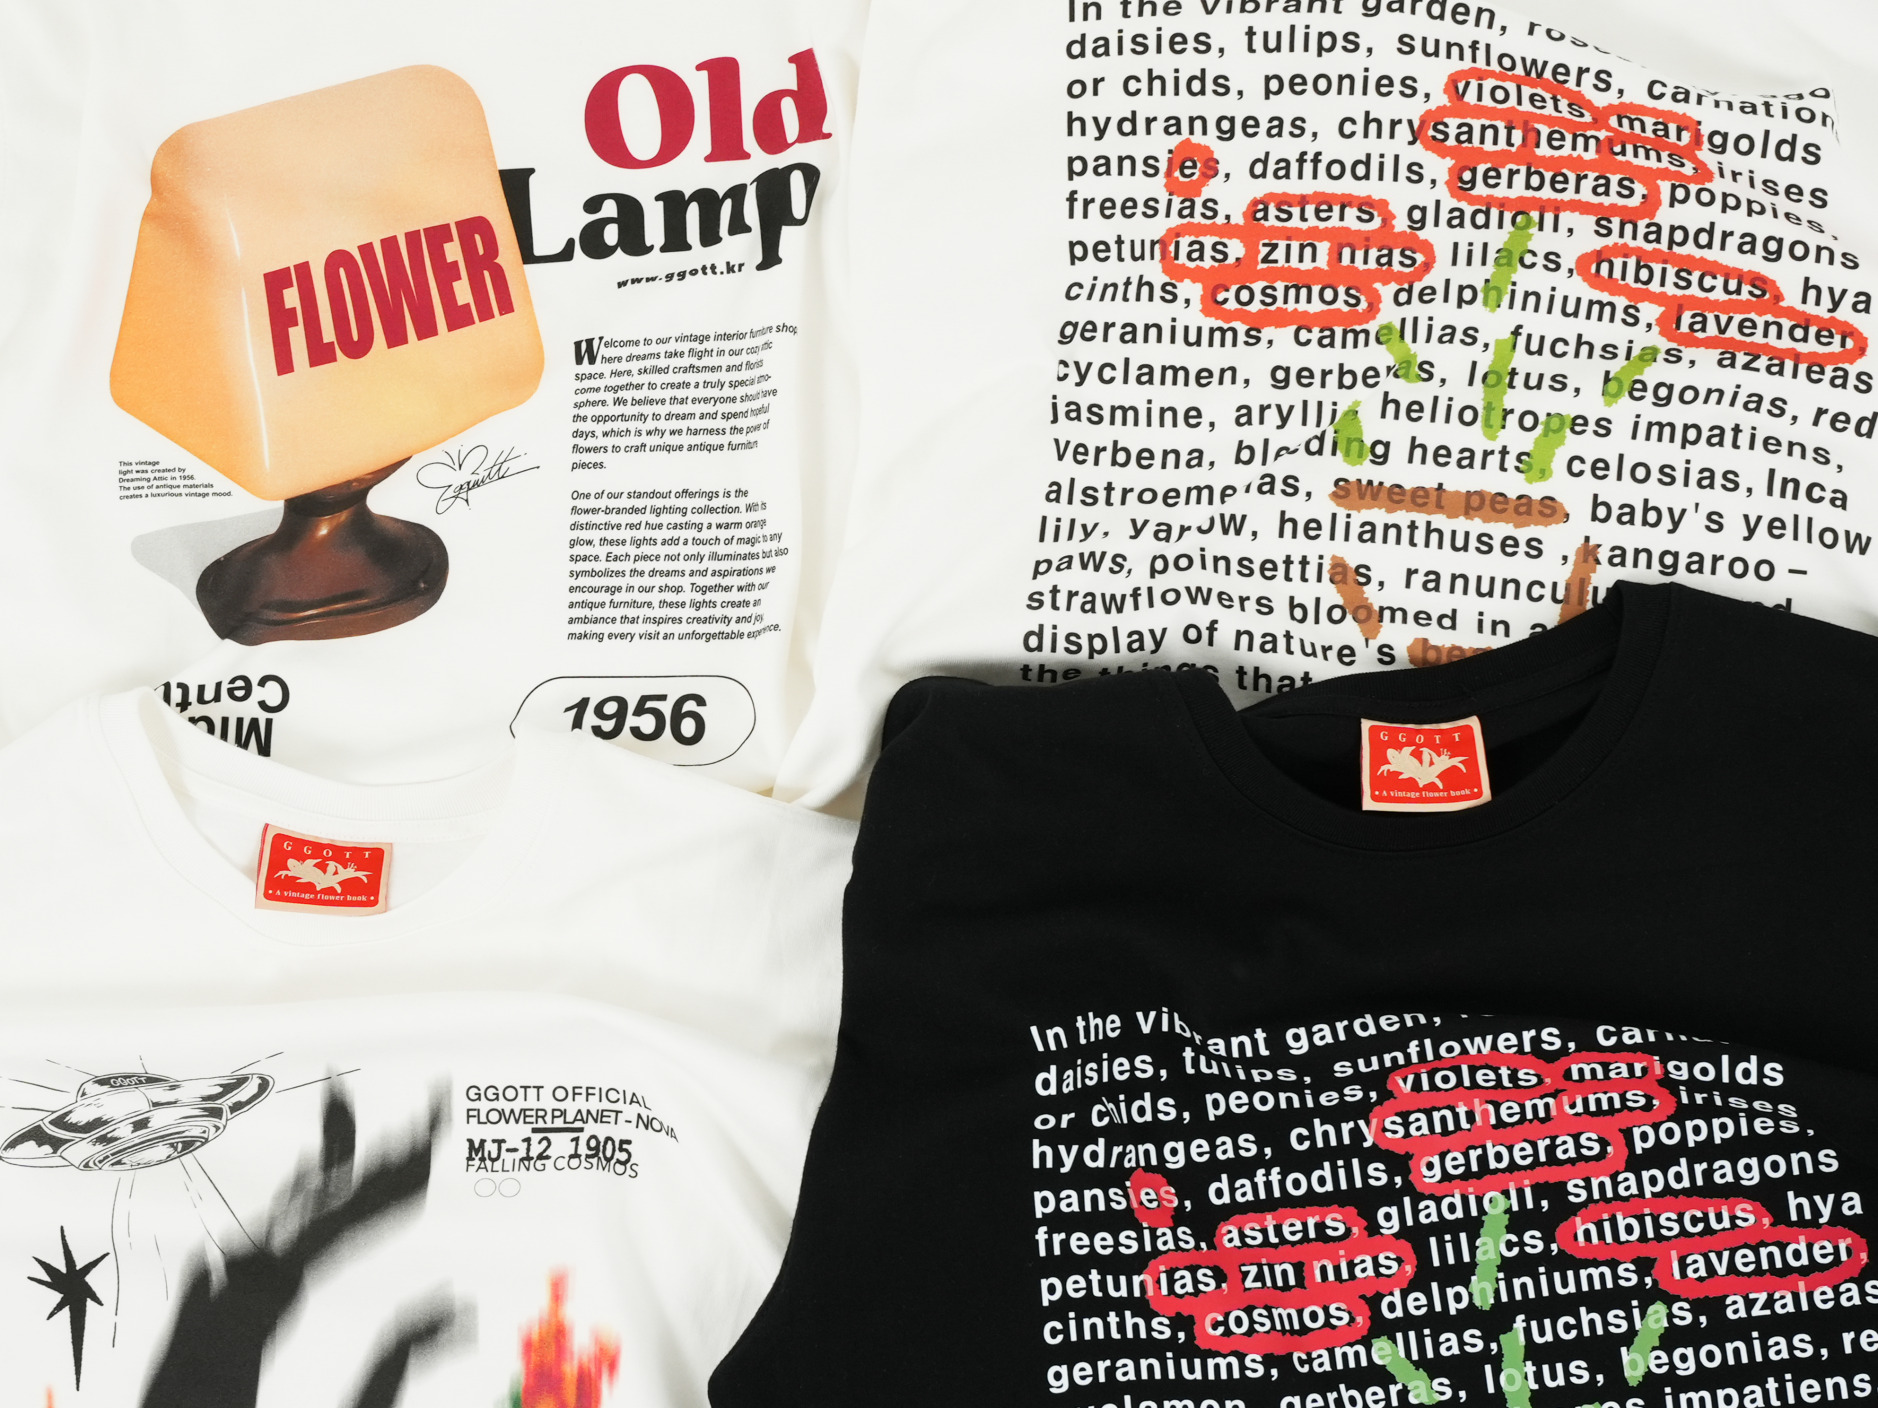 Old
Lamp
www.ggott.kr
FLOWER
Welcome to our vintage interior furniture shop,
here dreams take flight in our cozy attic
space. Here, skilled craftsmen and florists
come together to create a truly special atmo-
sphere. We believe that everyone should have
the opportunity to dream and spend hopeful
days, which is why we harness the power of
flowers to craft unique antique furniture
pieces.
This vintage
light was created by
Dreaming Attic in 1956.
The use of antique materials
creates a luxurious vintage mood.
One of our standout offerings is the
flower-branded lighting collection. With its
distinctive red hue casting a warm orange
glow, these lights add a touch of magic to any
space. Each piece not only illuminates but also
symbolizes the dreams and aspirations we
encourage in our shop. Together with our
antique furniture, these lights create an
ambiance that inspires creativity and joy,
making every visit an unforgettable experience.
1956
In the vibrant garden,
daisies, tulips, sunflowers, carnation
or chids, peonies, violets, marigolds
hydrangeas, chrysanthemums, irises
pansies, daffodils, gerberas, poppies,
freesias, asters, gladioli, snapdragons
petunias, zin nias, lilacs, hibiscus, hya
cinths, cosmos, delphiniums, lavender,
geraniums, camellias, fuchsias, azaleas
cyclamen, gerberas, lotus, begonias, red
jasmine, aryllis heliotropes impatiens,
Verbena, bleeding hearts, celosias, Inca
alstroemerias, sweet peas, baby's yellow
lily, yarrow, helianthuses , kangaroo –
paws, poinsettias,
strawflowers bloomed in a
display of nature's
the things that
GGOTT
• A vintage flower book •
GGOTT
• A vintage flower book •
GGOTT
GGOTT OFFICIAL
FLOWER PLANET - NOVA
MJ-12 1905
FALLING COSMOS
In the vibrant garden,
daisies, tulips, sunflowers,
or chids, peonies, violets, marigolds
hydrangeas, chrysanthemums, irises
pansies, daffodils, gerberas, poppies,
freesias, asters, gladioli, snapdragons
petunias, zin nias, lilacs, hibiscus, hya
cinths, cosmos, delphiniums, lavender,
geraniums, camellias, fuchsias, azaleas
cyclamen, gerberas, lotus, begonias, re
impatiens